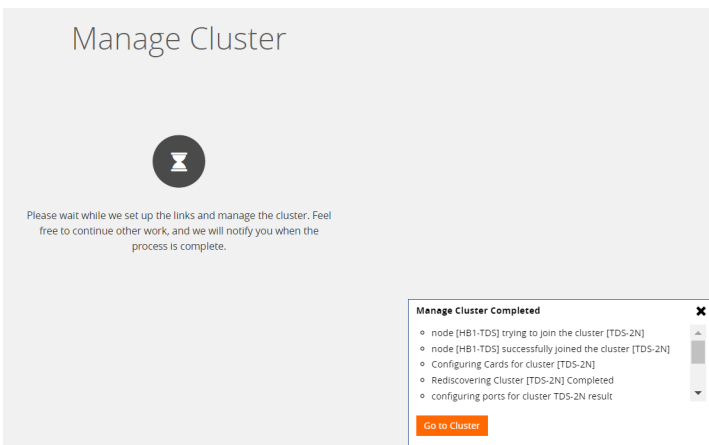 Manage Cluster
Please wait while we set up the links and manage the cluster. Feel
free to continue other work, and we will notify you when the
process is complete.
Manage Cluster Completed
node [HB1-TDS] trying to join the cluster [TDS-2N]
node [HB1-TDS] successfully joined the cluster [TDS-2N]
Configuring Cards for cluster [TDS-2N]
Rediscovering Cluster [TDS-2N] Completed
configuring ports for cluster TDS-2N result
Go to Cluster